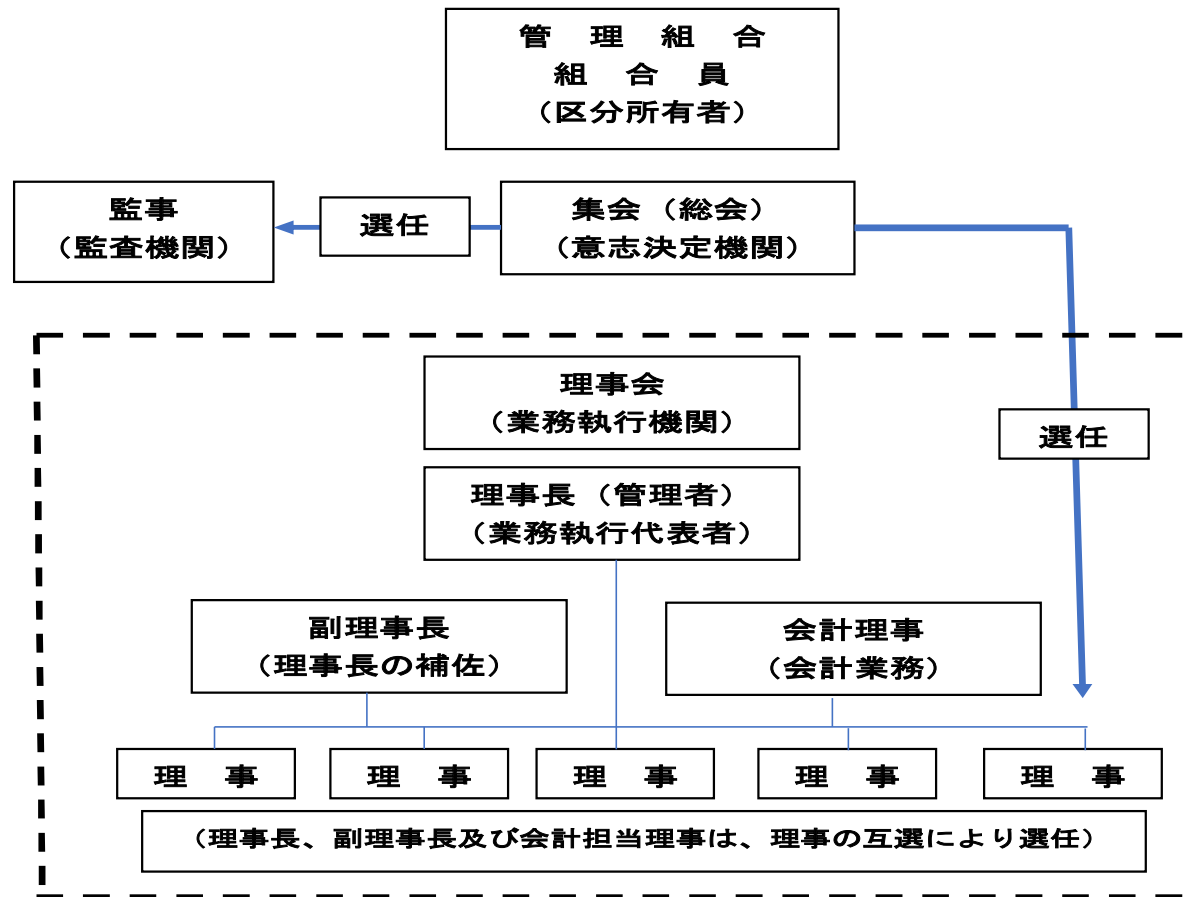 管　理　組　合
組　合　員
（区分所有者）
監事
（監査機関）
選任
集会（総会）
（意志決定機関）
理事会
（業務執行機関）
選任
理事長（管理者）
（業務執行代表者）
副理事長
（理事長の補佐）
会計理事
（会計業務）
理　事
理　事
理　事
理　事
理　事
（理事長、副理事長及び会計担当理事は、理事の互選により選任）